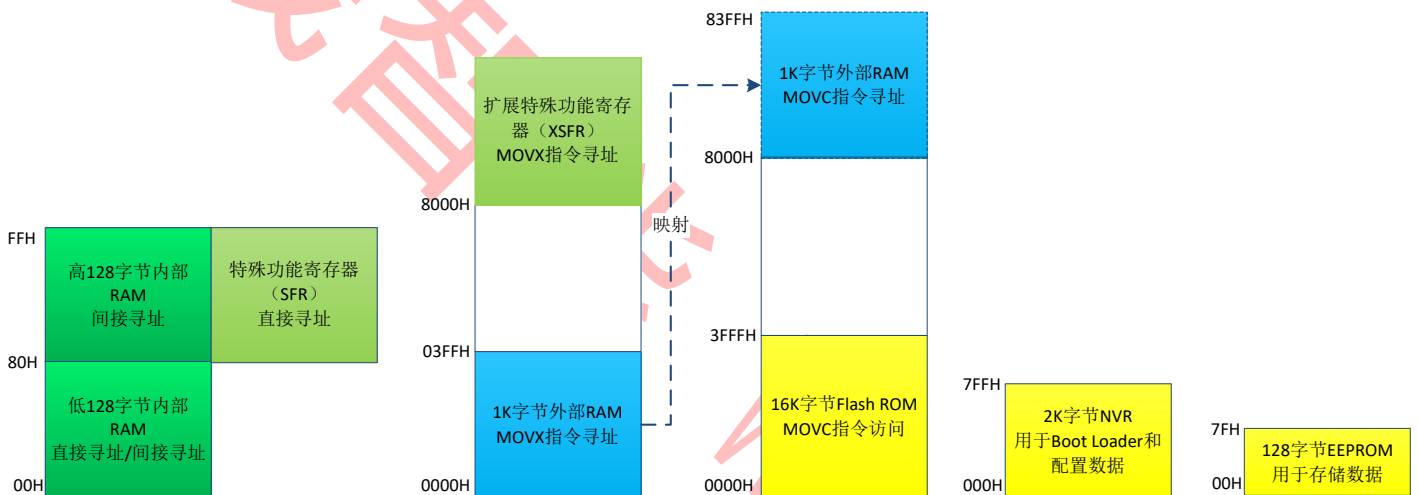 FFH
高128字节内部
RAM
间接寻址
特殊功能寄存器
（SFR）
直接寻址
80H
低128字节内部
RAM
直接寻址/间接寻址
00H
扩展特殊功能寄存
器（XSFR）
MOVX指令寻址
8000H
03FFH
1K字节外部RAM
MOVX指令寻址
0000H
映射
83FFH
1K字节外部RAM
MOVC指令寻址
8000H
3FFFH
16K字节Flash ROM
MOVC指令访问
0000H
7FFH
2K字节NVR
用于Boot Loader和
配置数据
000H
7FH
128字节EEPROM
用于存储数据
00H